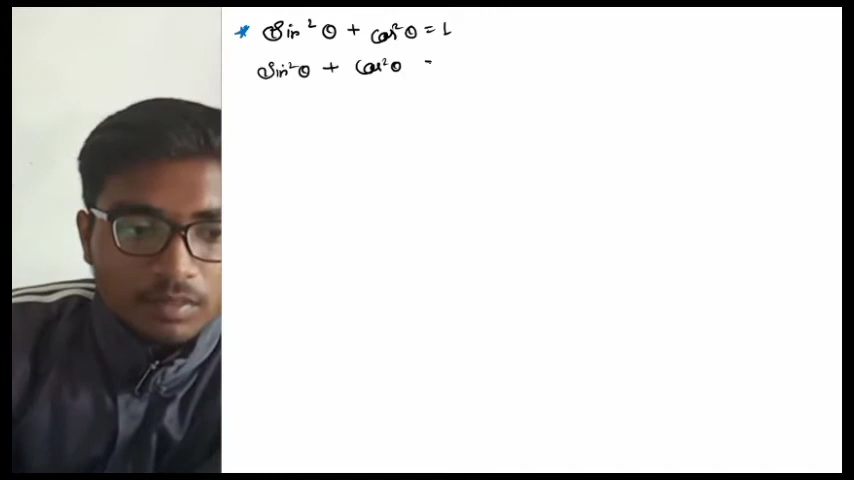 * Sin²θ + Cos²θ = 1
Sin²θ + Cos²θ =